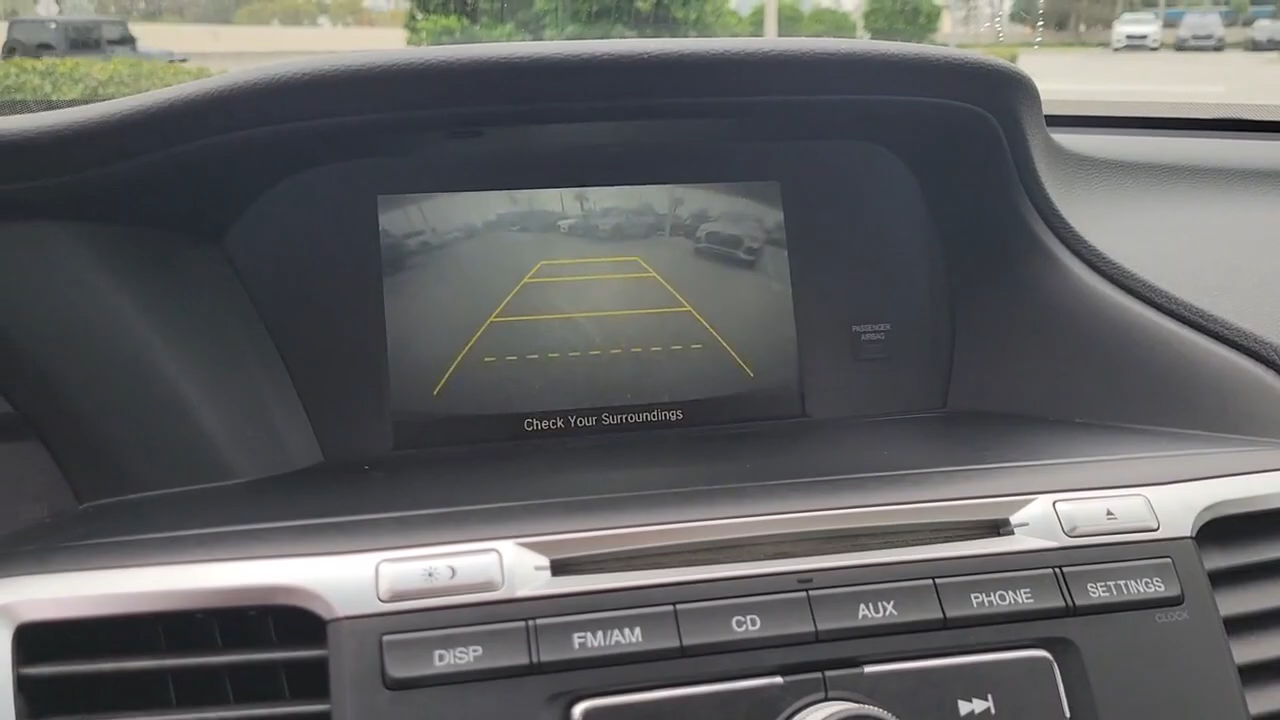 PASSENGER
AIRBAG
Check Your Surroundings
DISP
FM/AM
CD
AUX
PHONE
SETTINGS
CLOCK